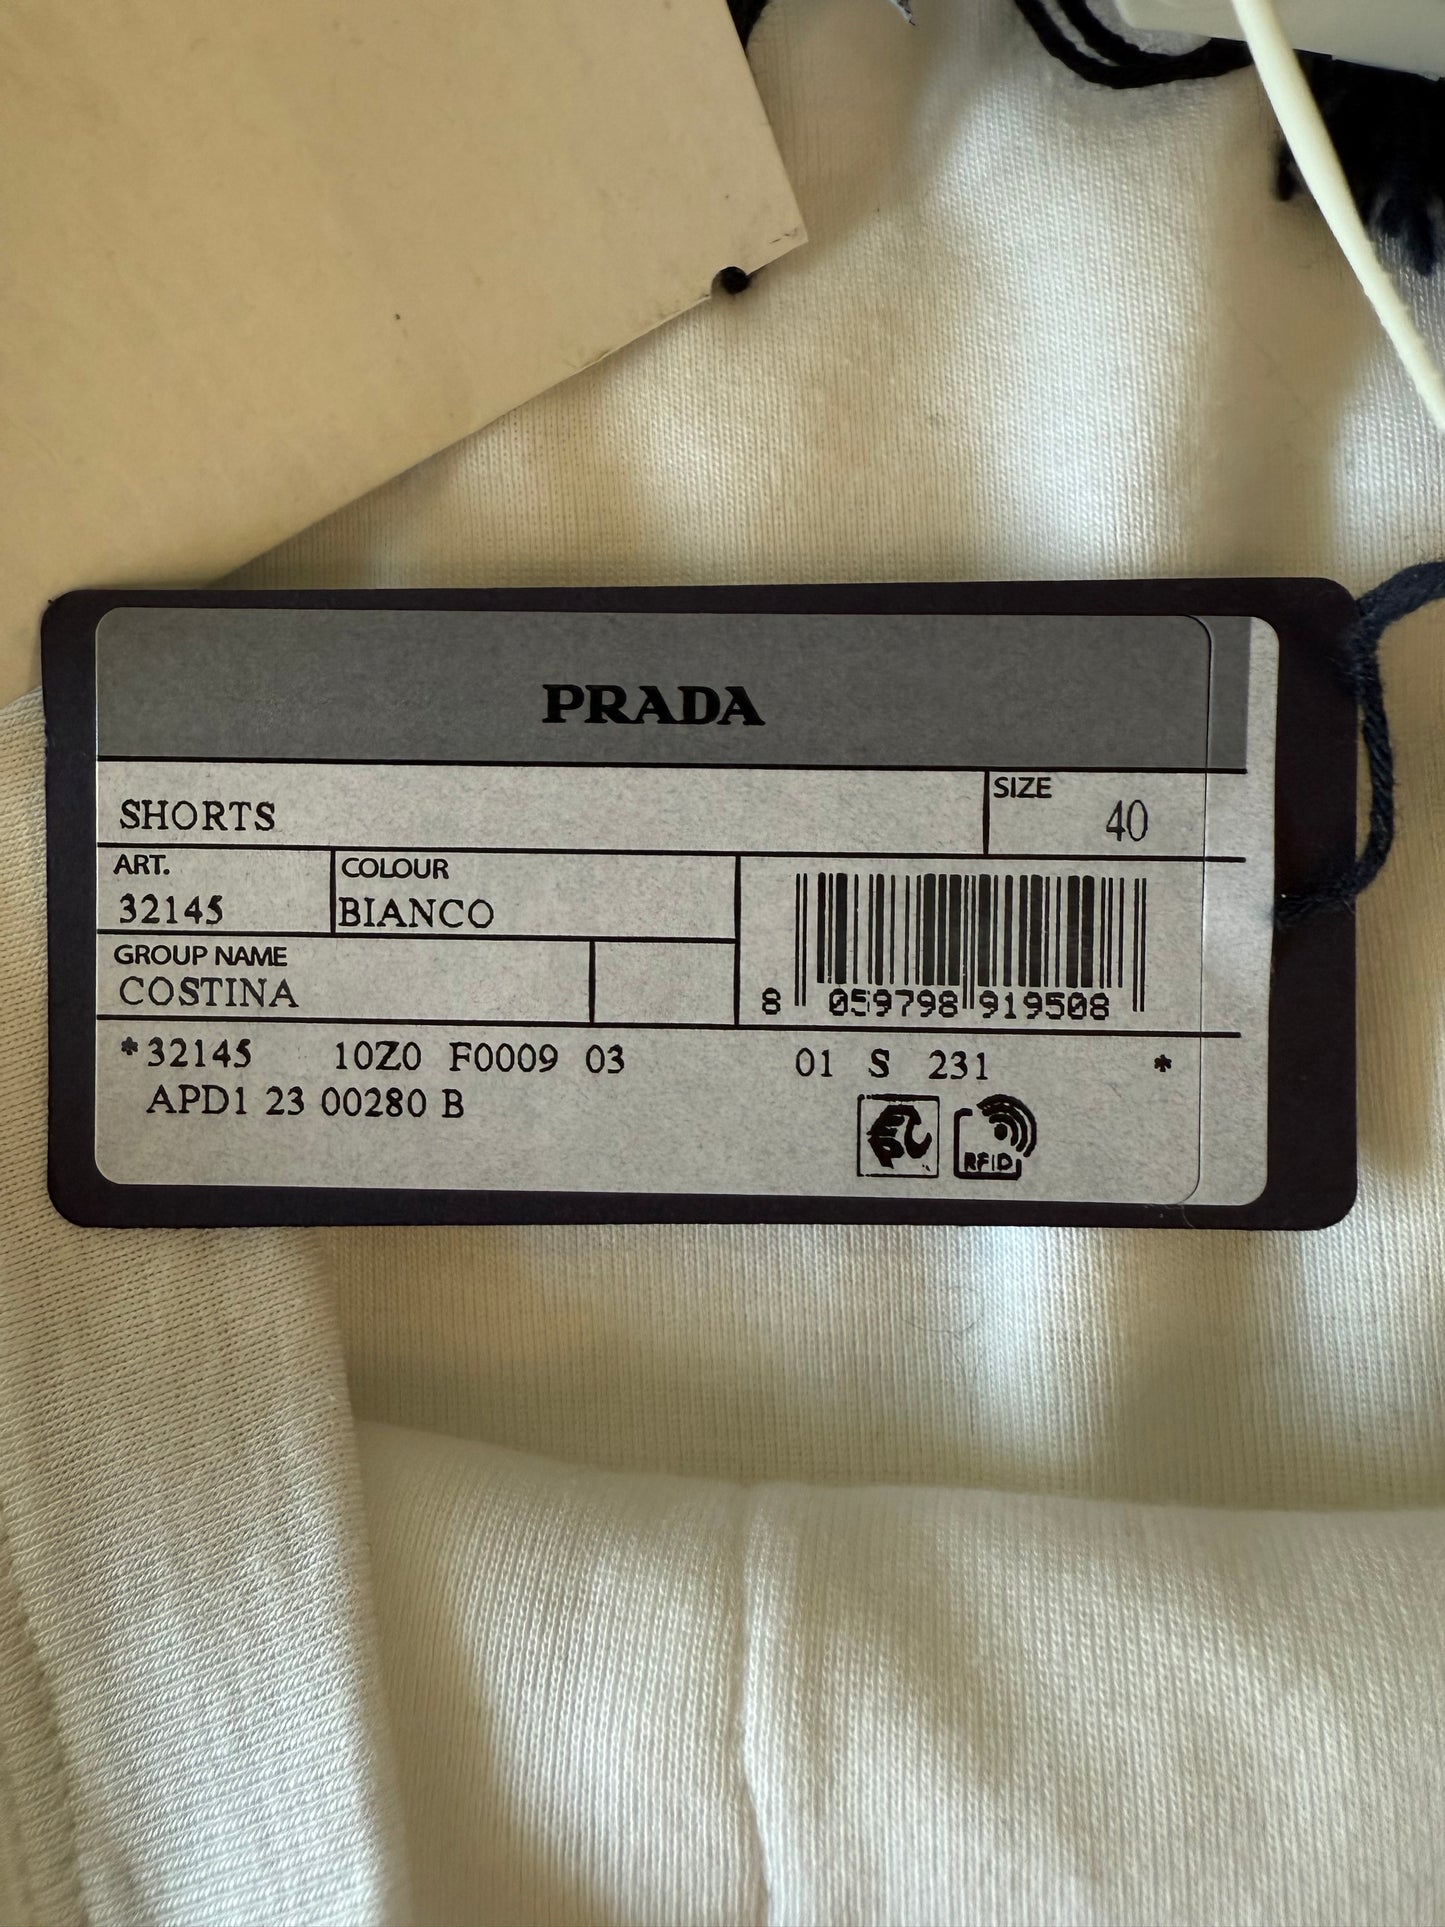 PRADA
SHORTS
SIZE
40
ART.
32145
COLOUR
BIANCO
GROUP NAME
COSTINA
8 059798 919508
*32145 10Z0 F0009 03 01 S 231 *
APD1 23 00280 B
EPC
RFID